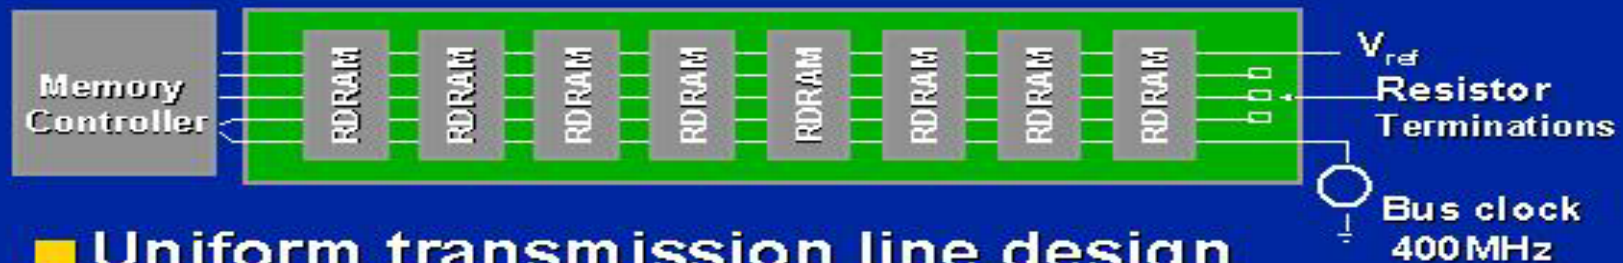 Memory
Controller
RDRAM
RDRAM
RDRAM
RDRAM
RDRAM
RDRAM
RDRAM
RDRAM
Vref
Resistor
Terminations
Bus clock
400MHz
Uniform transmission line design